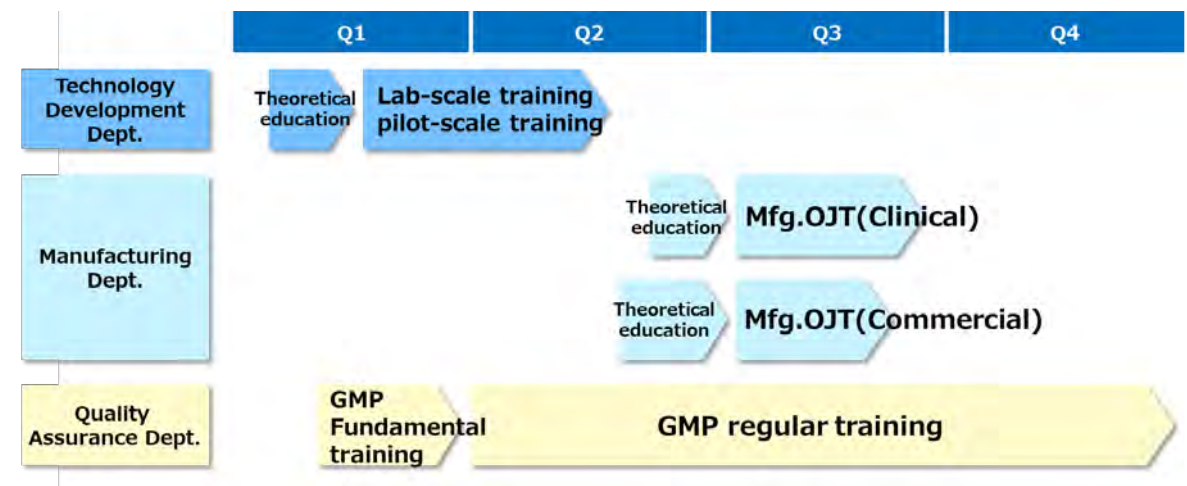 Q1
Q2
Q3
Q4
Technology
Development
Dept.
Theoretical
education
Lab-scale training
pilot-scale training
Manufacturing
Dept.
Theoretical
education
Mfg.OJT(Clinical)
Theoretical
education
Mfg.OJT(Commercial)
Quality
Assurance Dept.
GMP
Fundamental
training
GMP regular training